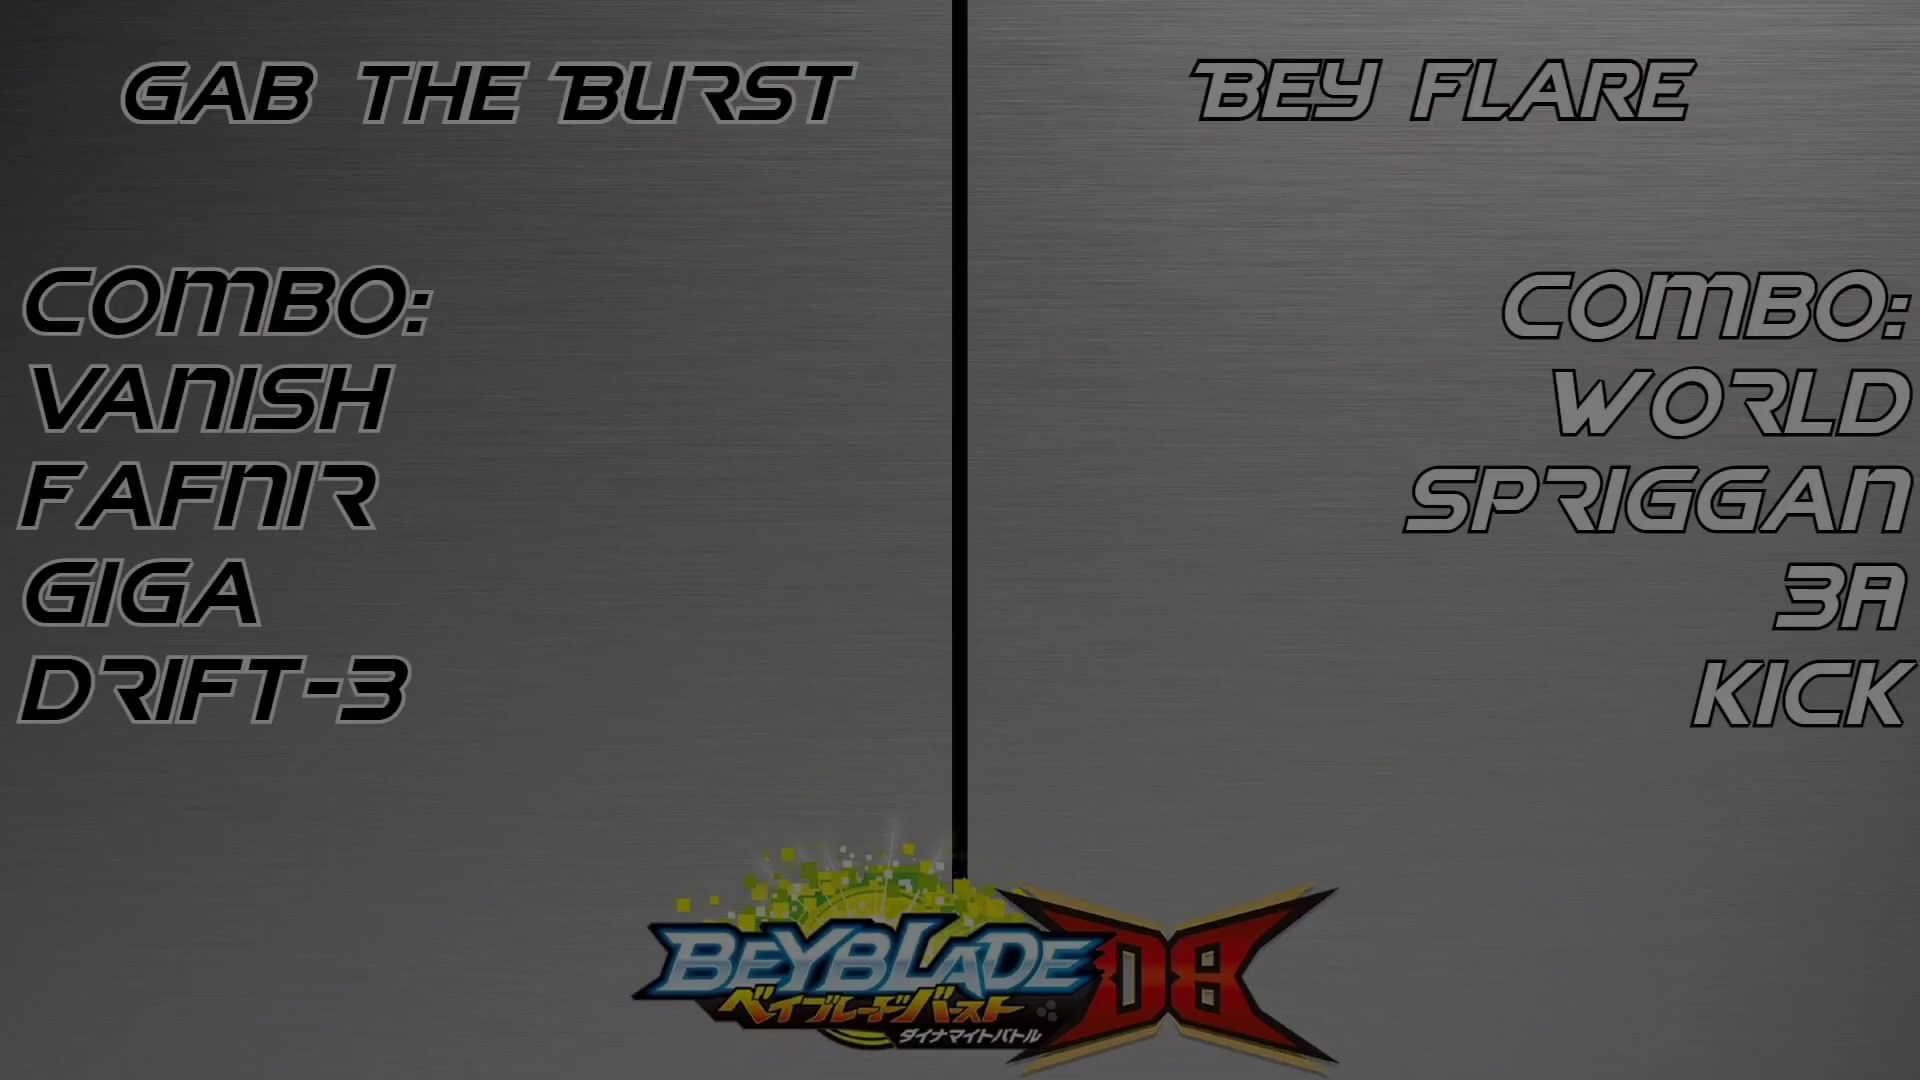 GAB THE BURST
COMBO:
VANISH
FAFNIR
GIGA
DRIFT-3
BEY FLARE
COMBO:
WORLD
SPRIGGAN
3A
KICK
BEYBLADE
ベイブレードバースト
ダイナマイトバトル
DB